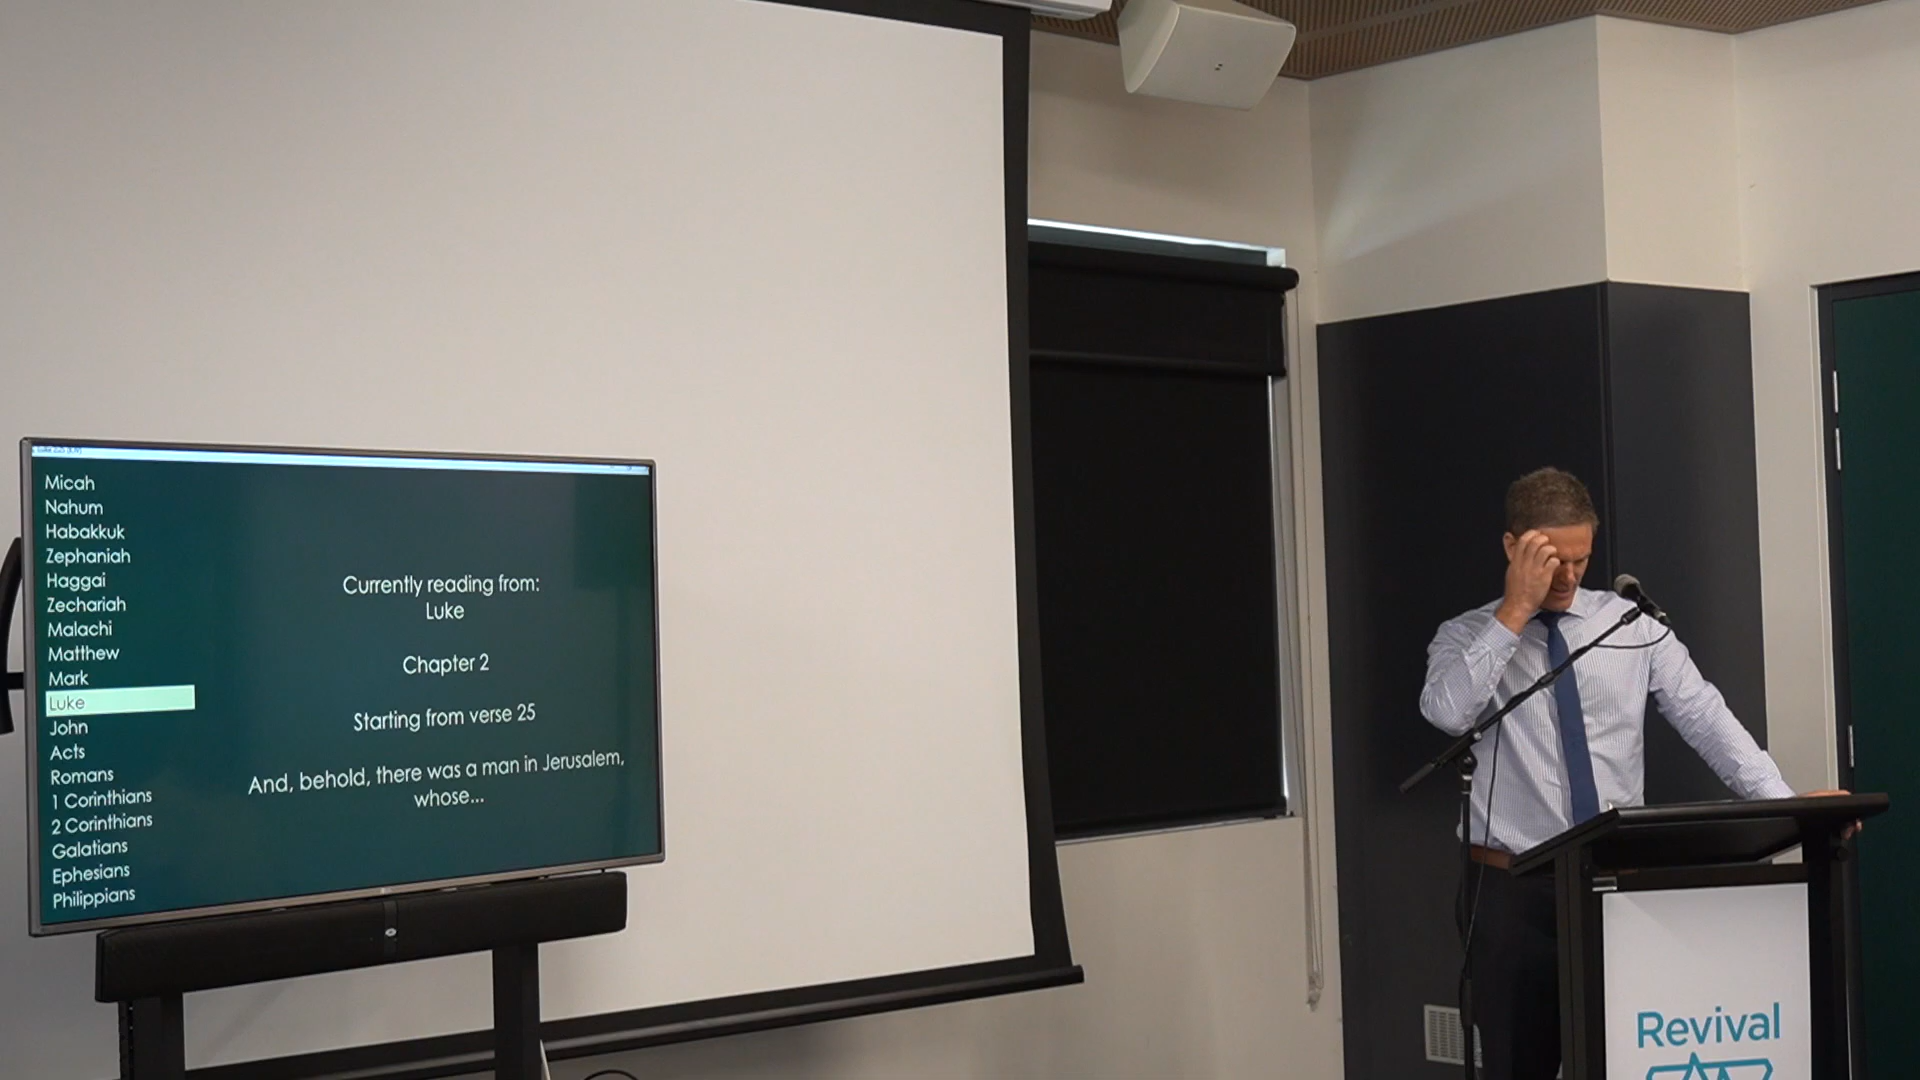 Micah
Nahum
Habakkuk
Zephaniah
Haggai
Zechariah
Malachi
Matthew
Mark
Luke
John
Acts
Romans
1 Corinthians
2 Corinthians
Galatians
Ephesians
Philippians
Currently reading from:
Luke
Chapter 2
Starting from verse 25
And, behold, there was a man in Jerusalem,
whose...
Revival